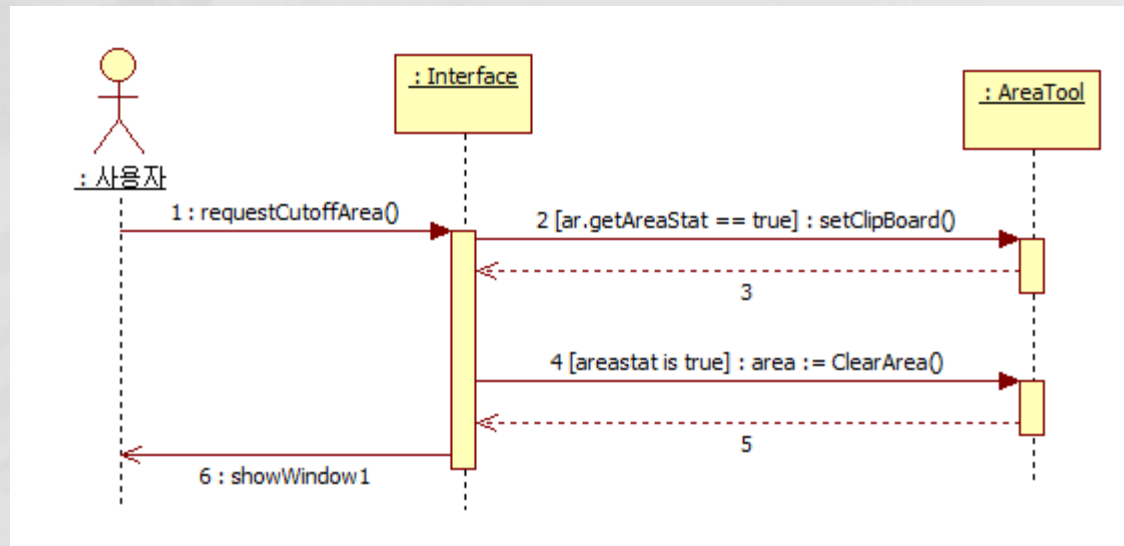 : Interface
: AreaTool
: 사용자
1 : requestCutoffArea()
2 [ar.getAreaStat == true] : setClipBoard()
3
4 [areastat is true] : area := ClearArea()
5
6 : showWindow1